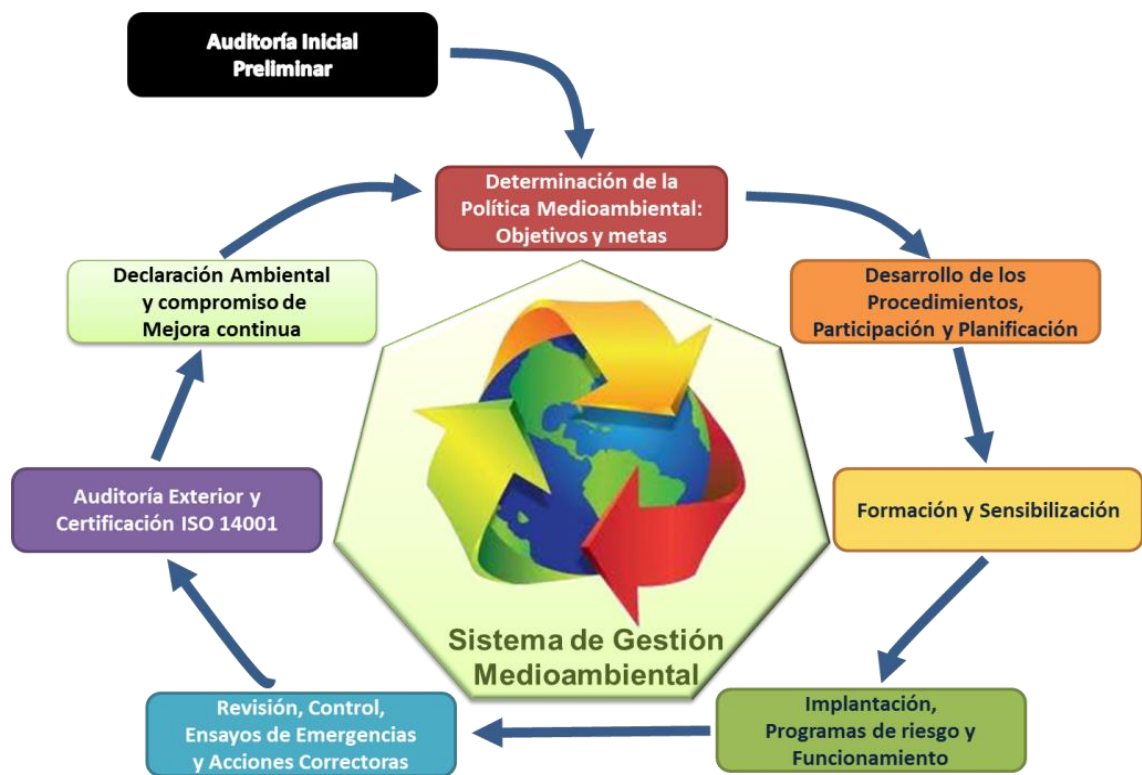 Auditoría Inicial
Preliminar
Determinación de la
Política Medioambiental:
Objetivos y metas
Desarrollo de los
Procedimientos,
Participación y Planificación
Formación y Sensibilización
Implantación,
Programas de riesgo y
Funcionamiento
Revisión, Control,
Ensayos de Emergencias
y Acciones Correctoras
Auditoría Exterior y
Certificación ISO 14001
Declaración Ambiental
y compromiso de
Mejora continua
Sistema de Gestión
Medioambiental